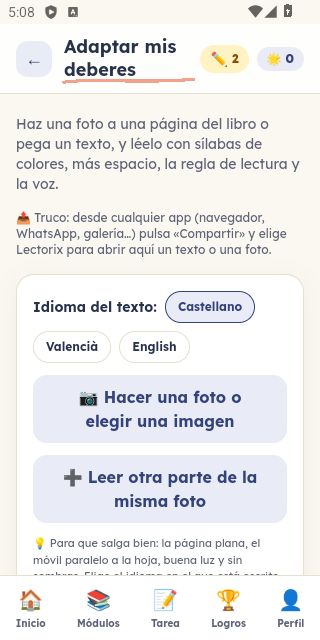 5:08
Adaptar mis
deberes
2
0
Haz una foto a una página del libro o
pega un texto, y léelo con sílabas de
colores, más espacio, la regla de lectura y
la voz.
Truco: desde cualquier app (navegador,
WhatsApp, galería…) pulsa «Compartir» y elige
Lectorix para abrir aquí un texto o una foto.
Idioma del texto: Castellano
Valencià English
Hacer una foto o
elegir una imagen
Leer otra parte de la
misma foto
Para que salga bien: la página plana, el
móvil paralelo a la hoja, buena luz y sin
Inicio Módulos Tarea Logros Perfil